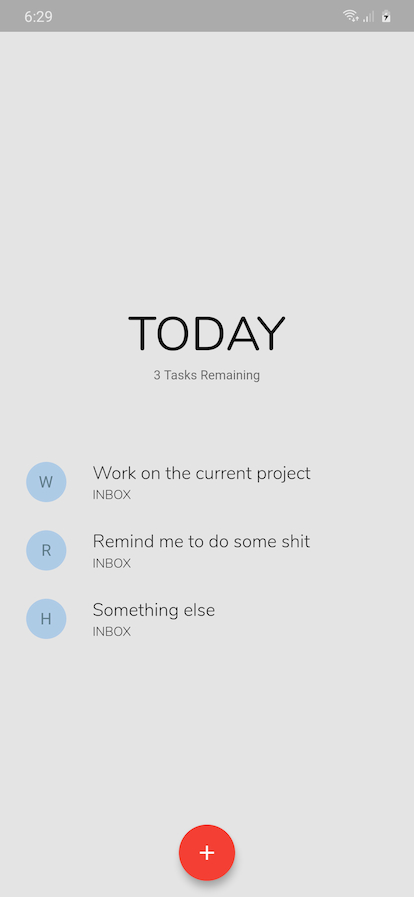 6:29
TODAY
3 Tasks Remaining
W
Work on the current project
INBOX
R
Remind me to do some shit
INBOX
H
Something else
INBOX
+